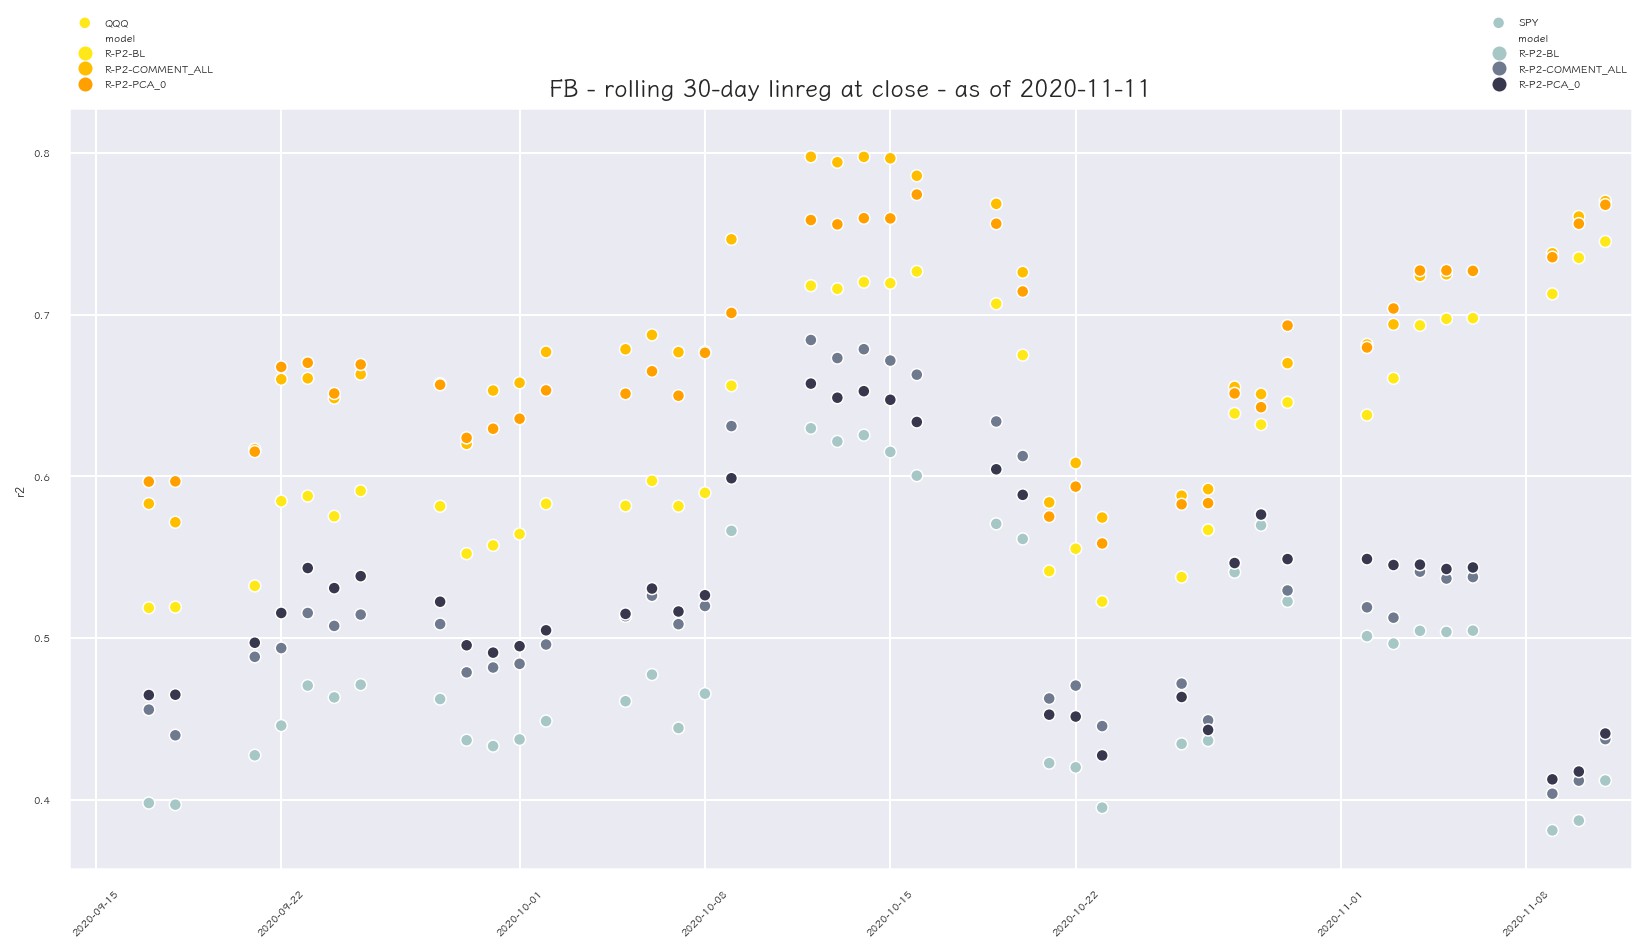 QQQ
model
R-P2-BL
R-P2-COMMENT_ALL
R-P2-PCA_0
SPY
model
R-P2-BL
R-P2-COMMENT_ALL
R-P2-PCA_0
FB - rolling 30-day linreg at close - as of 2020-11-11
0.8
0.7
0.6
0.5
0.4
r2
2020-09-15
2020-09-22
2020-10-01
2020-10-08
2020-10-15
2020-10-22
2020-11-01
2020-11-08